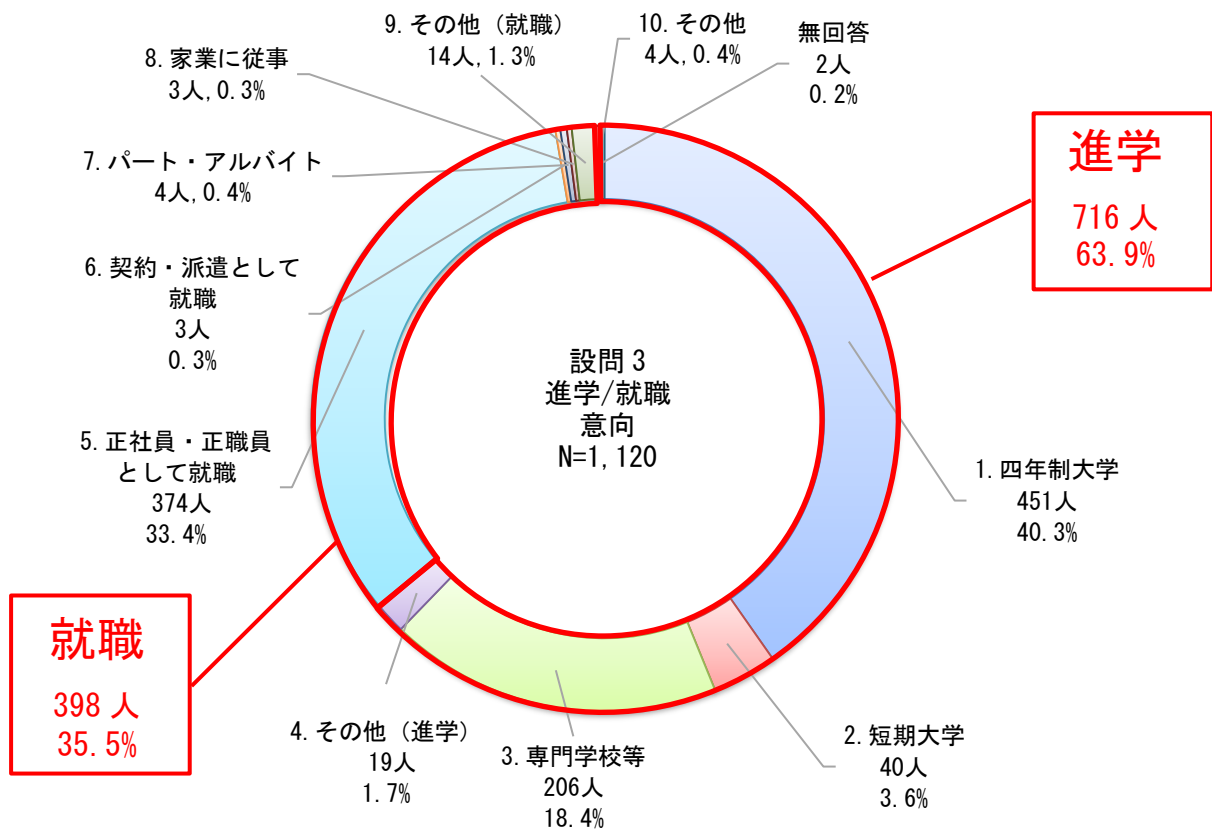 設問3
進学/就職
意向
N=1,120
進学
716 人
63.9%
1.四年制大学
451人
40.3%
2.短期大学
40人
3.6%
3.専門学校等
206人
18.4%
4.その他（進学）
19人
1.7%
就職
398 人
35.5%
5.正社員・正職員
として就職
374人
33.4%
6.契約・派遣として
就職
3人
0.3%
7.パート・アルバイト
4人,0.4%
8.家業に従事
3人,0.3%
9.その他（就職）
14人,1.3%
10.その他
4人,0.4%
無回答
2人
0.2%